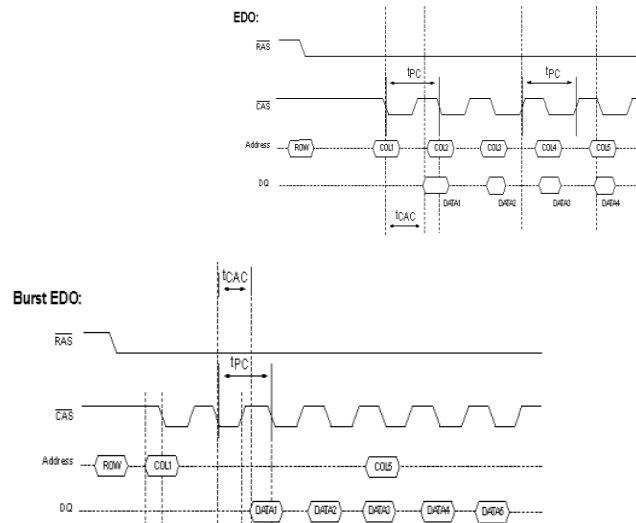 EDO:
RAS
tPC tPC
CAS
Address ROW COL1 COL2 COL3 COL4 COL5
DQ
DATA1 DATA2 DATA3 DATA4
tCAC
tCAC
Burst EDO:
RAS
tPC
CAS
Address ROW COL1 COL5
DQ DATA1 DATA2 DATA3 DATA4 DATA5